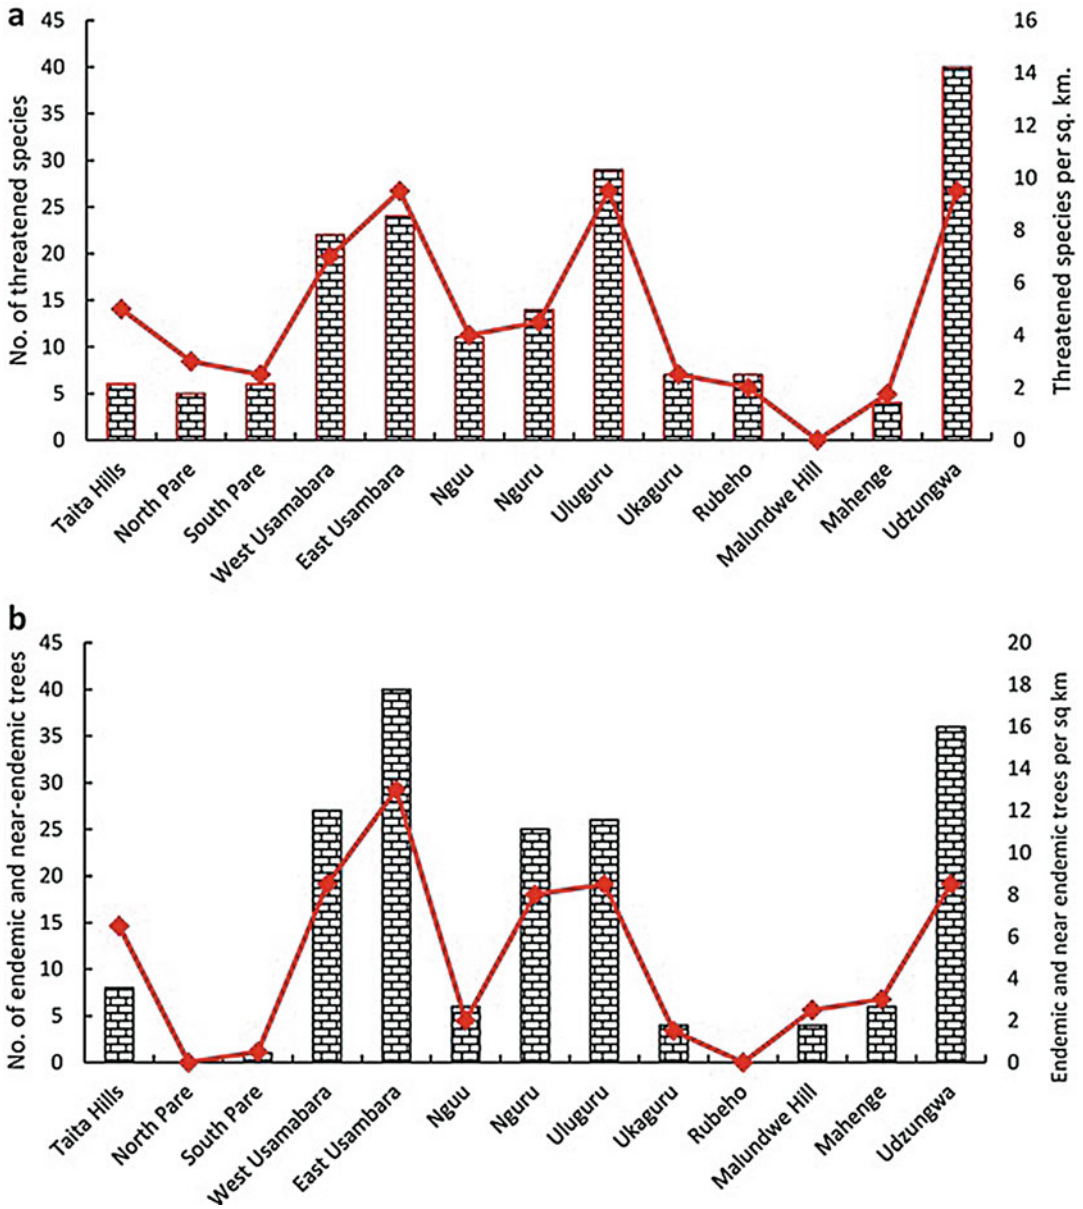 a
No. of threatened species
45
40
35
30
25
20
15
10
5
0
16
14
12
10
8
6
4
2
0
Threatened species per sq. km.
Taita Hills
North Pare
South Pare
West Usamabara
East Usambara
Nguu
Nguru
Uluguru
Ukaguru
Rubeho
Malundwe Hill
Mahenge
Udzungwa
b
No. of endemic and near-endemic trees
45
40
35
30
25
20
15
10
5
0
20
18
16
14
12
10
8
6
4
2
0
Endemic and near endemic trees per sq km
Taita Hills
North Pare
South Pare
West Usamabara
East Usambara
Nguu
Nguru
Uluguru
Ukaguru
Rubeho
Malundwe Hill
Mahenge
Udzungwa